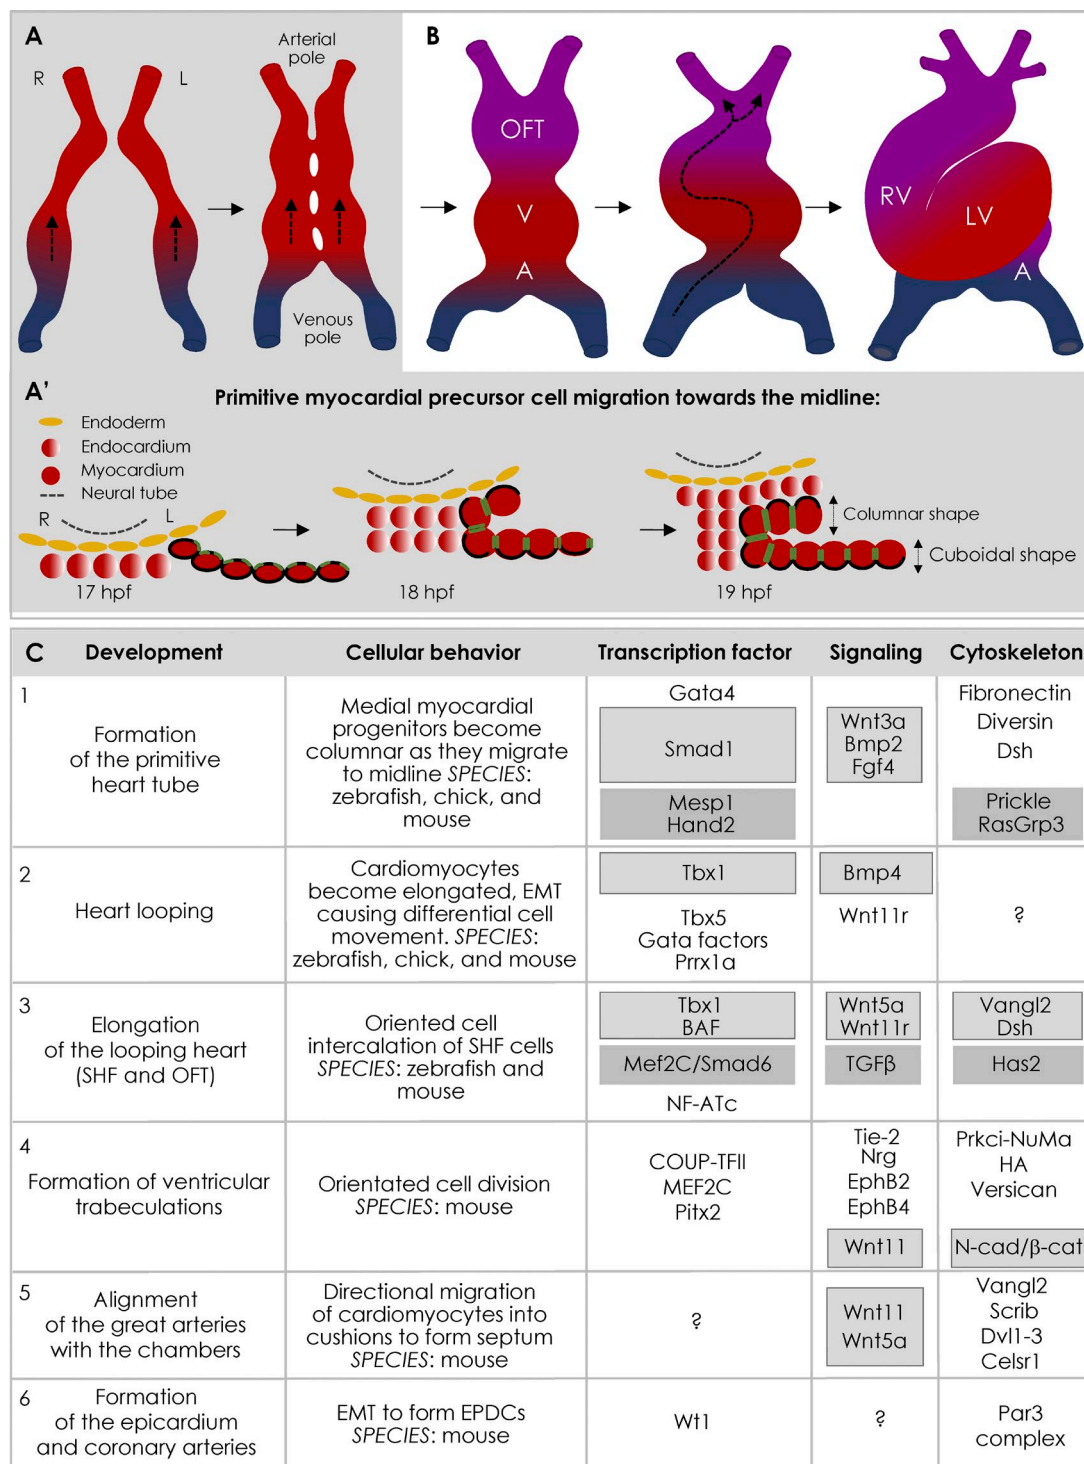 A
R
L
Arterial
pole
Venous
pole
B
OFT
V
A
RV
LV
A
A'
Primitive myocardial precursor cell migration towards the midline:
Endoderm
Endocardium
Myocardium
Neural tube
R
L
17 hpf
18 hpf
19 hpf
Columnar shape
Cuboidal shape
C
Development
Cellular behavior
Transcription factor
Signaling
Cytoskeleton
1
Formation
of the primitive
heart tube
Medial myocardial
progenitors become
columnar as they migrate
to midline SPECIES:
zebrafish, chick, and
mouse
Gata4
Smad1
Mesp1
Hand2
Wnt3a
Bmp2
Fgf4
Fibronectin
Diversin
Dsh
Prickle
RasGrp3
2
Heart looping
Cardiomyocytes
become elongated, EMT
causing differential cell
movement. SPECIES:
zebrafish, chick, and mouse
Tbx1
Tbx5
Gata factors
Prrx1a
Bmp4
Wnt11r
?
3
Elongation
of the looping heart
(SHF and OFT)
Oriented cell
intercalation of SHF cells
SPECIES: zebrafish and
mouse
Tbx1
BAF
Mef2C/Smad6
NF-ATc
Wnt5a
Wnt11r
TGFβ
Vangl2
Dsh
Has2
4
Formation of ventricular
trabeculations
Orientated cell division
SPECIES: mouse
COUP-TFII
MEF2C
Pitx2
Tie-2
Nrg
EphB2
EphB4
Wnt11
Prkci-NuMa
HA
Versican
N-cad/β-cat
5
Alignment
of the great arteries
with the chambers
Directional migration
of cardiomyocytes into
cushions to form septum
SPECIES: mouse
?
Wnt11
Wnt5a
Vangl2
Scrib
Dvl1-3
Celsr1
6
Formation
of the epicardium
and coronary arteries
EMT to form EPDCs
SPECIES: mouse
Wt1
?
Par3
complex